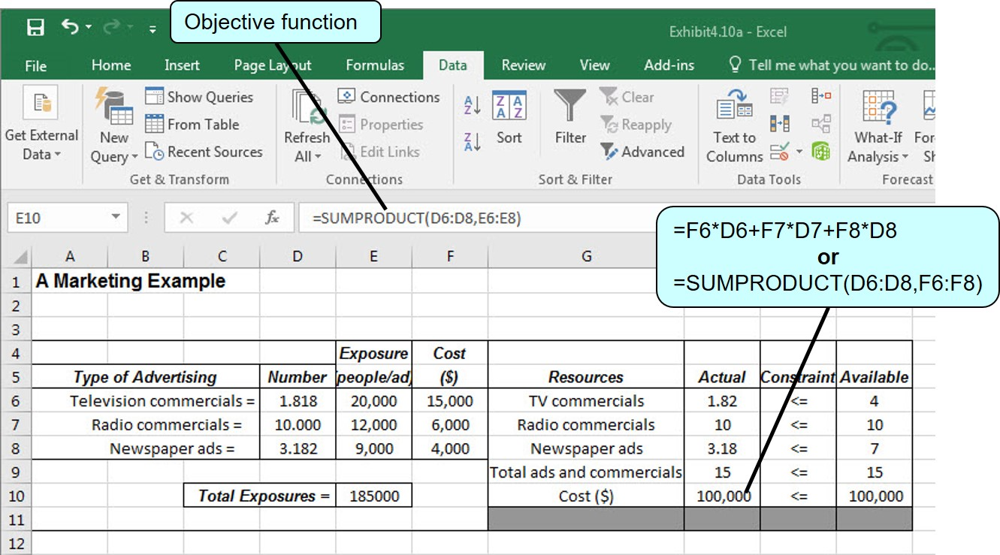 Objective function
Exhibit4.10a - Excel
File Home Insert Page Layout Formulas Data Review View Add-ins Tell me what you want to do..
Get External Data
New Query
Show Queries
From Table
Recent Sources
Get & Transform
Refresh All
Connections
Properties
Edit Links
Connections
A Z
Z A
Z A A Z
Sort
Filter
Clear
Reapply
Advanced
Sort & Filter
Text to Columns
Data Tools
What-If Analysis
For
Sh
Forecast
E10 fx =SUMPRODUCT(D6:D8,E6:E8)
=F6*D6+F7*D7+F8*D8
or
=SUMPRODUCT(D6:D8,F6:F8)
A B C D E F G
1 A Marketing Example
2
3
4 Exposure Cost
5 Type of Advertising Number (people/ad) ($) Resources Actual Constraint Available
6 Television commercials = 1.818 20,000 15,000 TV commercials 1.82 <= 4
7 Radio commercials = 10.000 12,000 6,000 Radio commercials 10 <= 10
8 Newspaper ads = 3.182 9,000 4,000 Newspaper ads 3.18 <= 7
9 Total ads and commercials 15 <= 15
10 Total Exposures = 185000 Cost ($) 100,000 <= 100,000
11
12